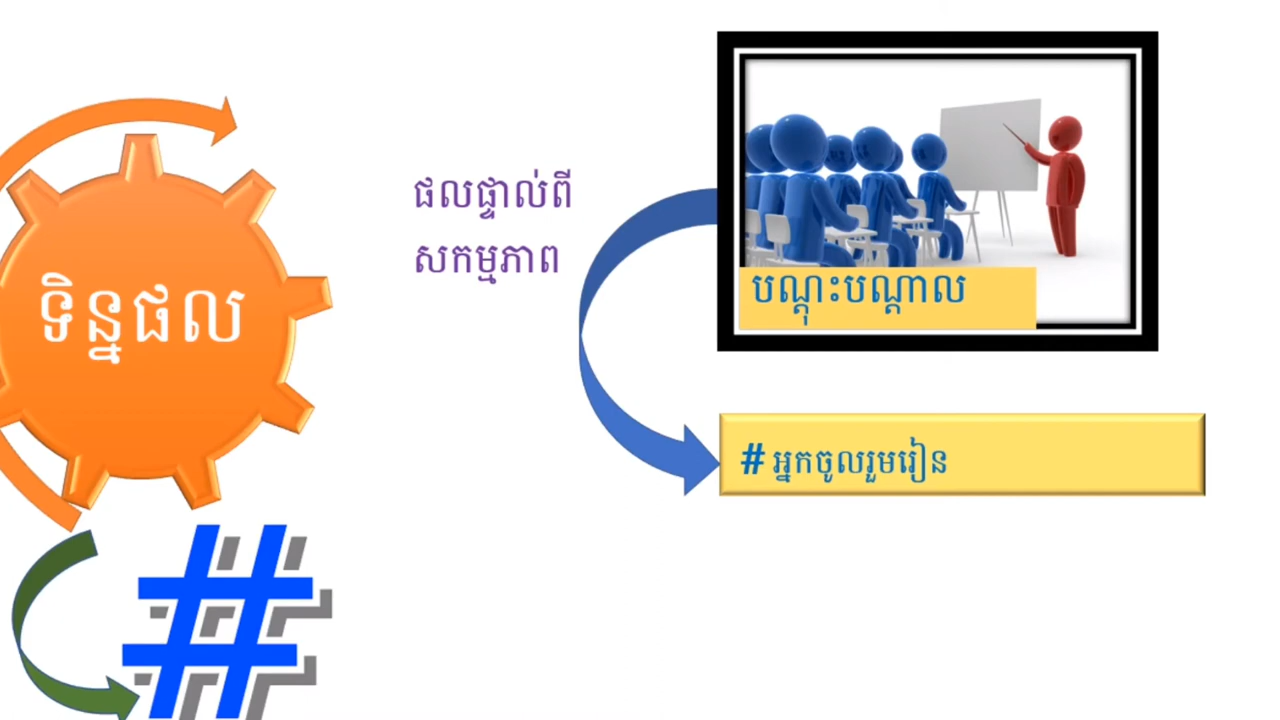 ទិន្នផល
#
ផលផ្ទាល់ពី
សកម្មភាព
បណ្តុះបណ្តាល
# អ្នកចូលរួមរៀន